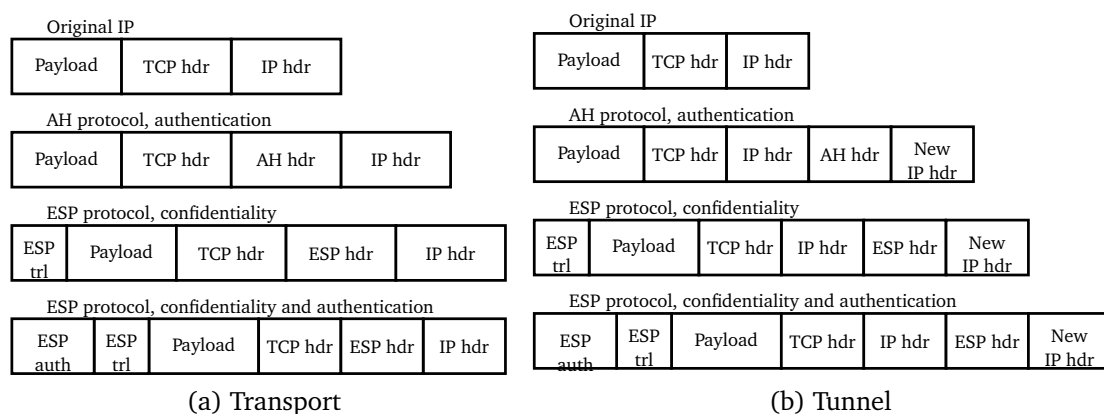 Original IP
Payload TCP hdr IP hdr
AH protocol, authentication
Payload TCP hdr AH hdr IP hdr
ESP protocol, confidentiality
ESP trl Payload TCP hdr ESP hdr IP hdr
ESP protocol, confidentiality and authentication
ESP auth ESP trl Payload TCP hdr ESP hdr IP hdr
(a) Transport
Original IP
Payload TCP hdr IP hdr
AH protocol, authentication
Payload TCP hdr IP hdr AH hdr New IP hdr
ESP protocol, confidentiality
ESP trl Payload TCP hdr IP hdr ESP hdr New IP hdr
ESP protocol, confidentiality and authentication
ESP auth ESP trl Payload TCP hdr IP hdr ESP hdr New IP hdr
(b) Tunnel